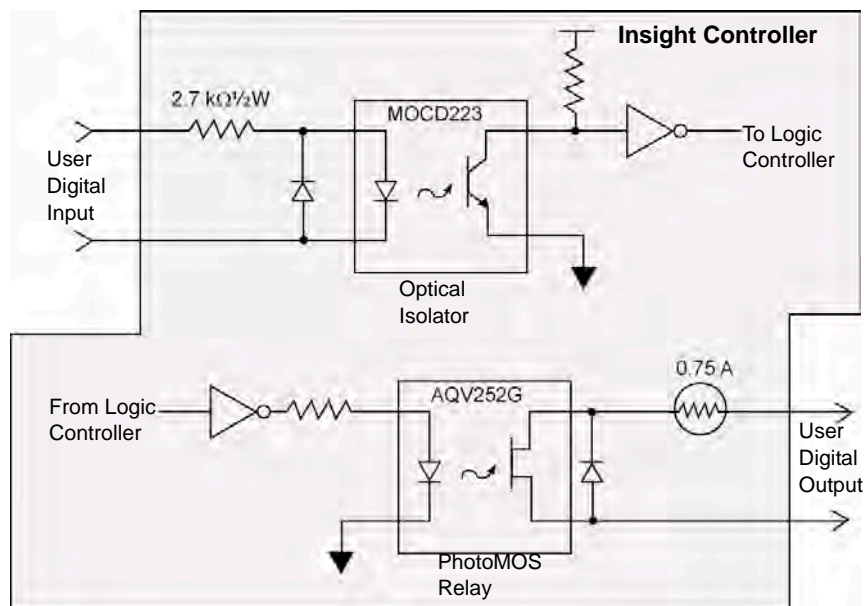 Insight Controller
2.7 kΩ½W
MOCD223
To Logic
Controller
User
Digital
Input
Optical
Isolator
0.75 A
AQV252G
From Logic
Controller
User
Digital
Output
PhotoMOS
Relay